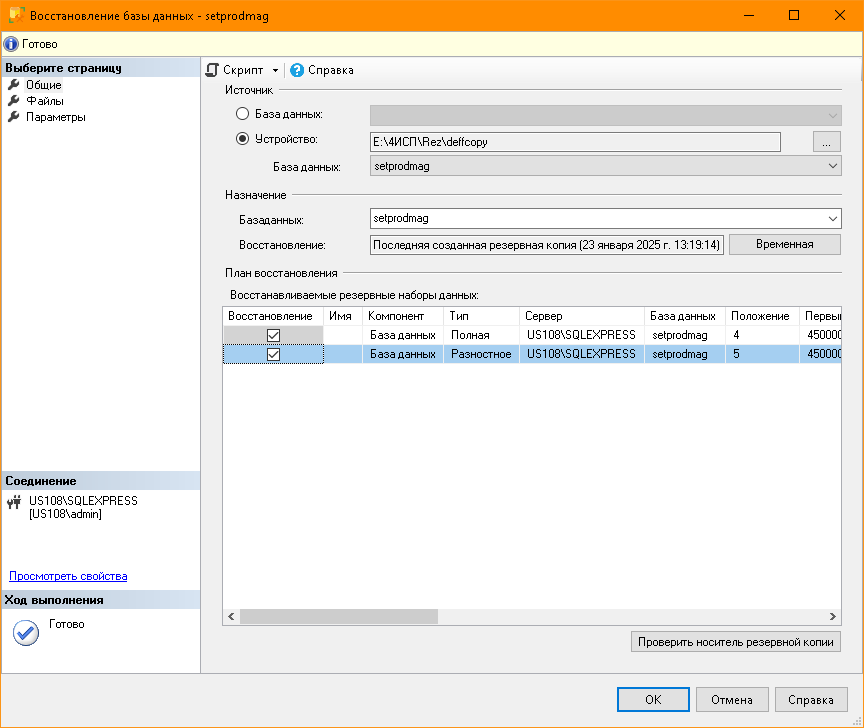 Восстановление базы данных - setprodmag
Готово
Выберите страницу
Общие
Файлы
Параметры
Скрипт
Справка
Источник
База данных:
Устройство:
E:\4ИСП\Rez\deffcopy
...
База данных:
setprodmag
Назначение
Базаданных:
setprodmag
Восстановление:
Последняя созданная резервная копия (23 января 2025 г. 13:19:14)
Временная
План восстановления
Восстанавливаемые резервные наборы данных:
Восстановление Имя Компонент Тип Сервер База данных Положение Первы
База данных Полная US108\SQLEXPRESS setprodmag 4 450000
База данных Разностное US108\SQLEXPRESS setprodmag 5 450000
Соединение
US108\SQLEXPRESS
[US108\admin]
Просмотреть свойства
Ход выполнения
Готово
Проверить носитель резервной копии
OK
Отмена
Справка